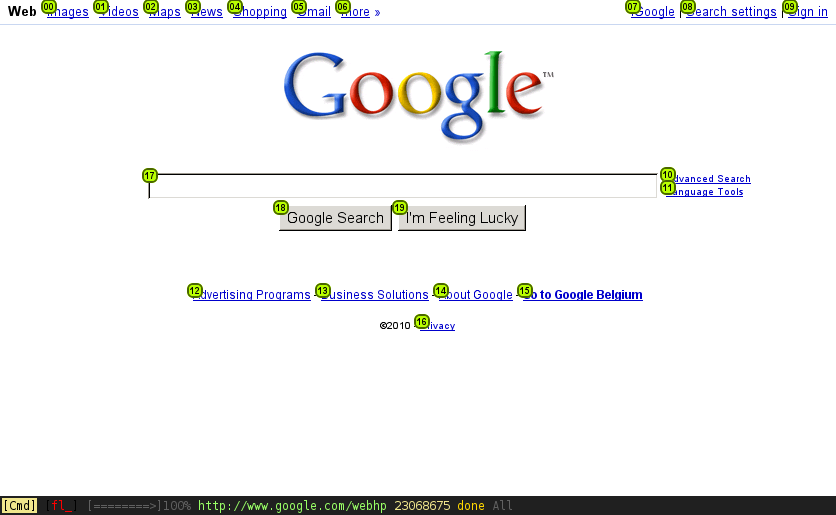 Web 00 Images 01 Videos 02 Maps 03 News 04 Shopping 05 Gmail 06 more » 07 iGoogle | 08 Search settings | 09 Sign in
Google™
17 10 Advanced Search
11 Language Tools
18 Google Search 19 I'm Feeling Lucky
12 Advertising Programs - 13 Business Solutions - 14 About Google - 15 Go to Google Belgium
©2010 - 16 Privacy
[Cmd] [fl_] [========>]100% http://www.google.com/webhp 23068675 done All